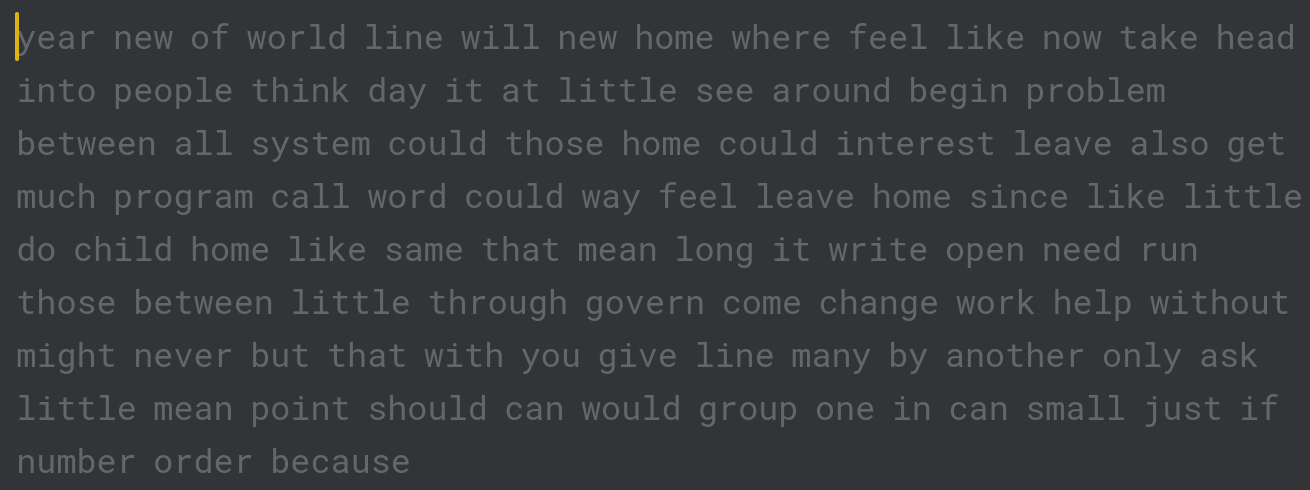 year new of world line will new home where feel like now take head
into people think day it at little see around begin problem
between all system could those home could interest leave also get
much program call word could way feel leave home since like little
do child home like same that mean long it write open need run
those between little through govern come change work help without
might never but that with you give line many by another only ask
little mean point should can would group one in can small just if
number order because